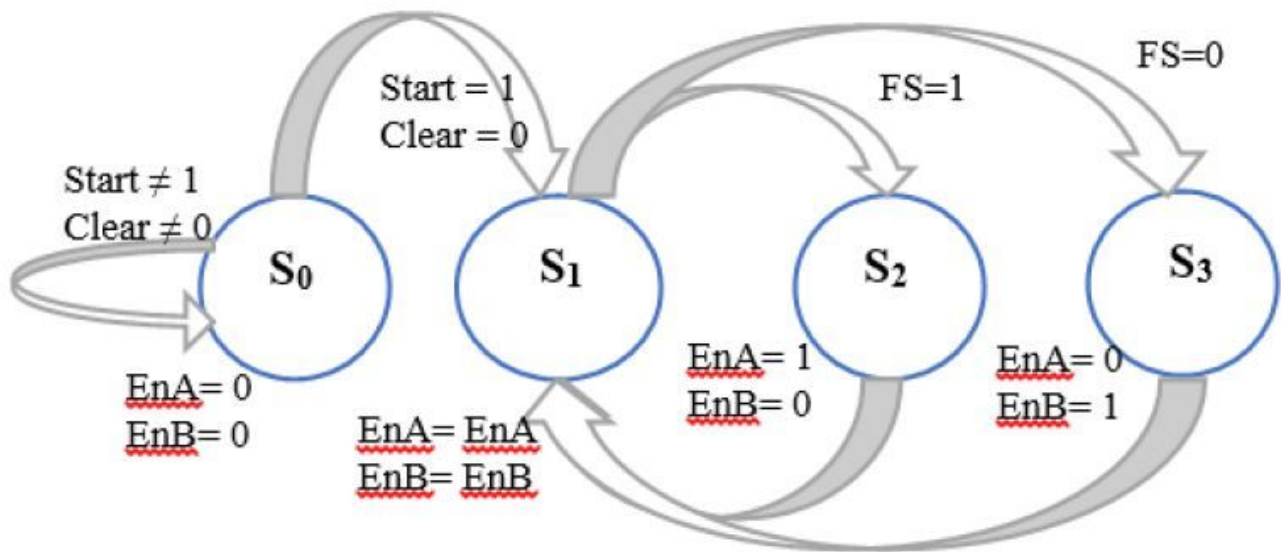 Start = 1
Clear = 0
FS=1
FS=0
Start ≠ 1
Clear ≠ 0
S₀
S₁
S₂
S₃
EnA= 0
EnB= 0
EnA= EnA
EnB= EnB
EnA= 1
EnB= 0
EnA= 0
EnB= 1